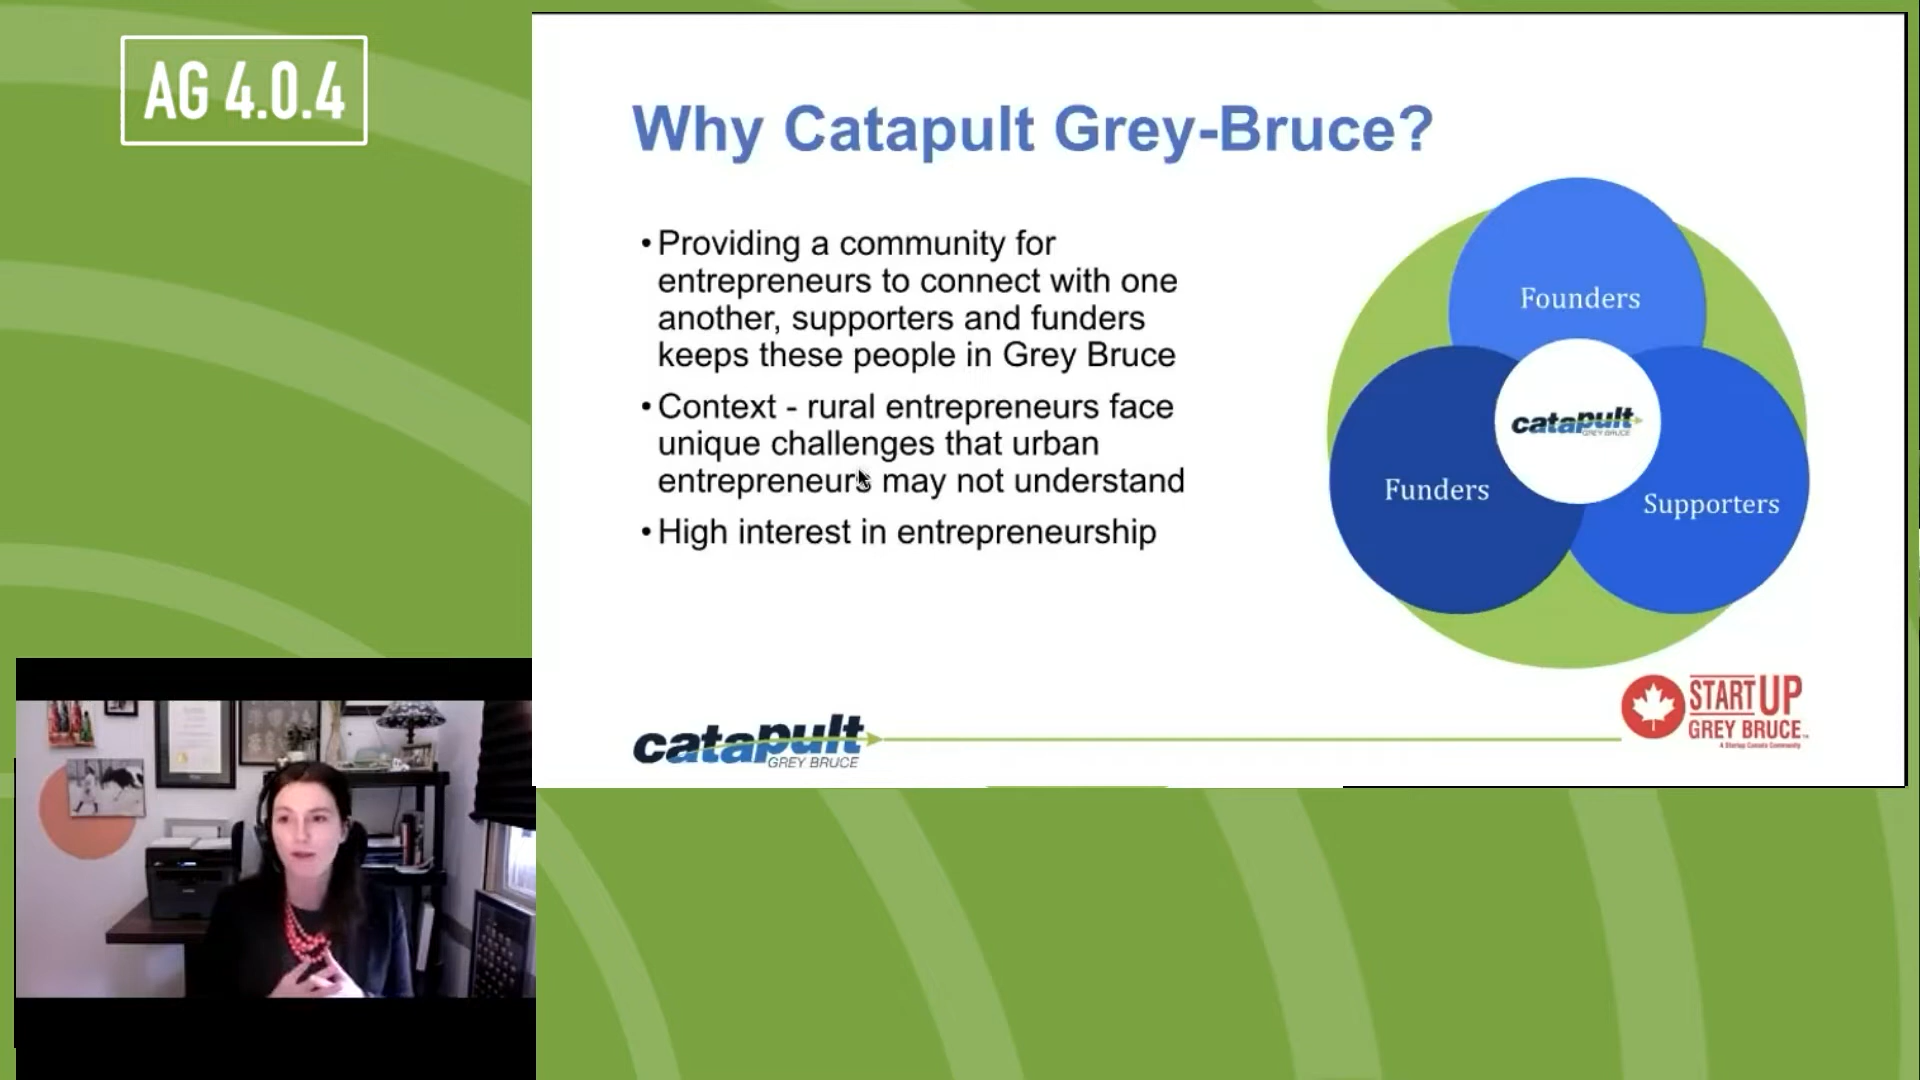 AG 4.0.4
Why Catapult Grey-Bruce?
• Providing a community for
entrepreneurs to connect with one
another, supporters and funders
keeps these people in Grey Bruce
• Context - rural entrepreneurs face
unique challenges that urban
entrepreneurs may not understand
• High interest in entrepreneurship
Founders
catapult
GREY BRUCE
Funders
Supporters
catapult
GREY BRUCE
START UP
GREY BRUCE™
A Startup Canada Community